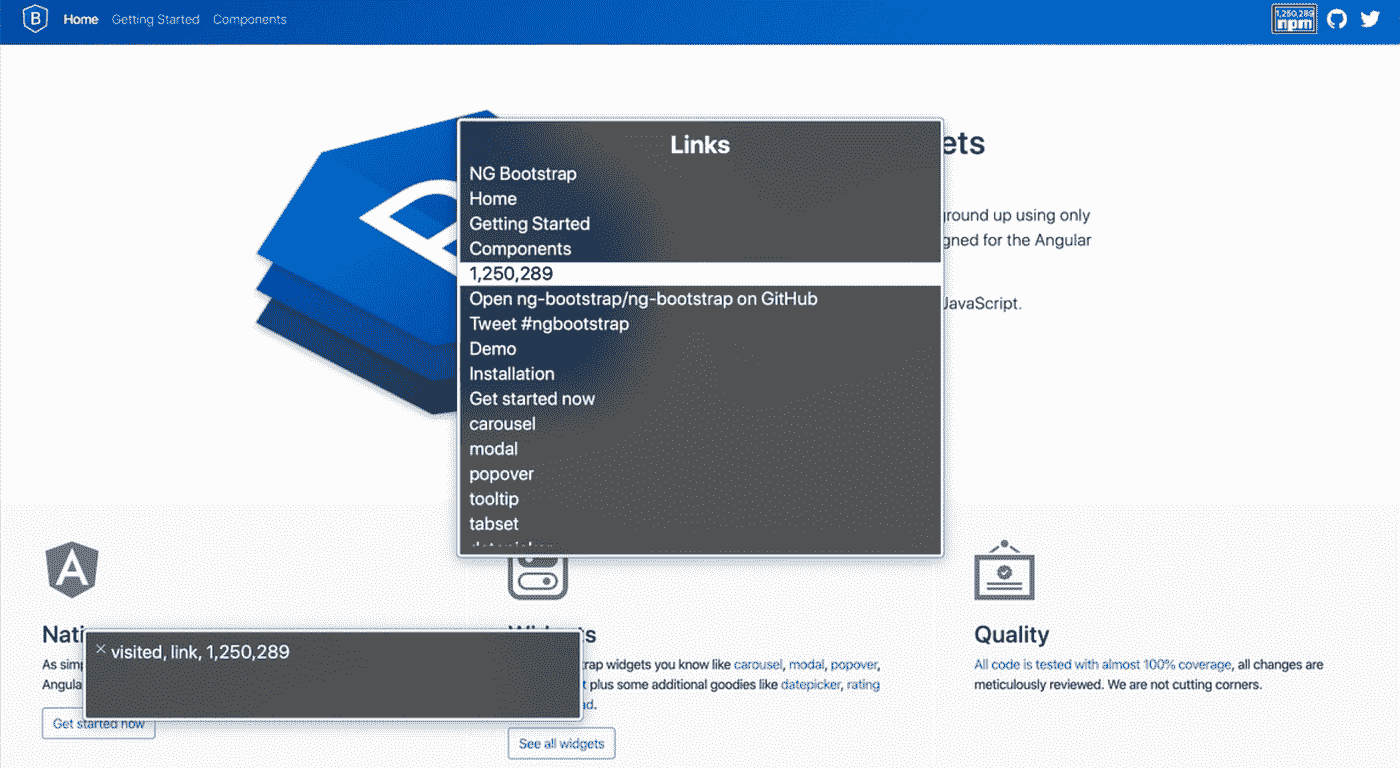 B Home Getting Started Components 1,250,289
npm
Links
NG Bootstrap
Home
Getting Started
Components
1,250,289
Open ng-bootstrap/ng-bootstrap on GitHub
Tweet #ngbootstrap
Demo
Installation
Get started now
carousel
modal
popover
tooltip
tabset
datepicker
ets
ground up using only
gned for the Angular
JavaScript.
A
Nati
As simp
Angula
Get started now
× visited, link, 1,250,289
Widgets
trap widgets you know like carousel, modal, popover,
t plus some additional goodies like datepicker, rating
ad.
See all widgets
Quality
All code is tested with almost 100% coverage, all changes are
meticulously reviewed. We are not cutting corners.